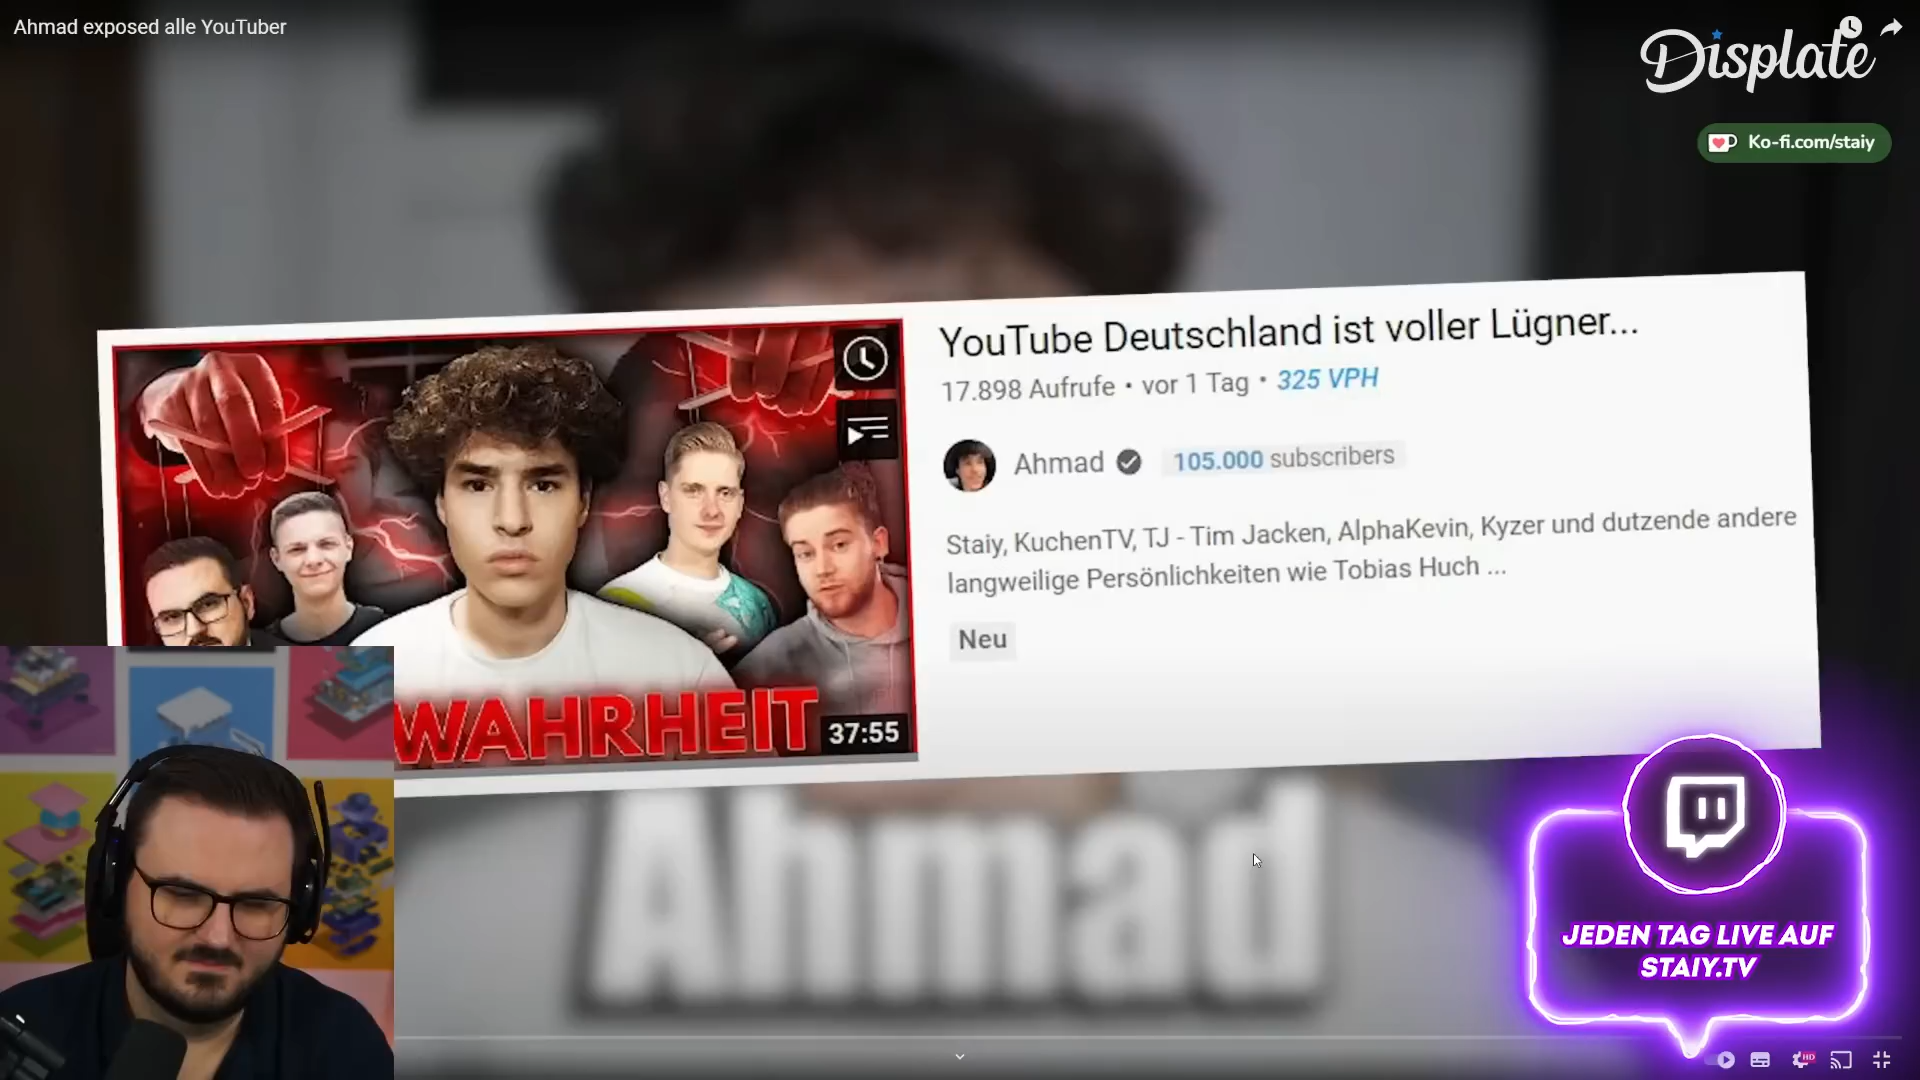 Ahmad exposed alle YouTuber
Displate
Ko-fi.com/staiy
YouTube Deutschland ist voller Lügner...
17.898 Aufrufe • vor 1 Tag • 325 VPH
Ahmad 105.000 subscribers
Staiy, KuchenTV, TJ - Tim Jacken, AlphaKevin, Kyzer und dutzende andere
langweilige Persönlichkeiten wie Tobias Huch ...
Neu
WAHRHEIT
37:55
Ahmad
JEDEN TAG LIVE AUF
STAIY.TV
HD